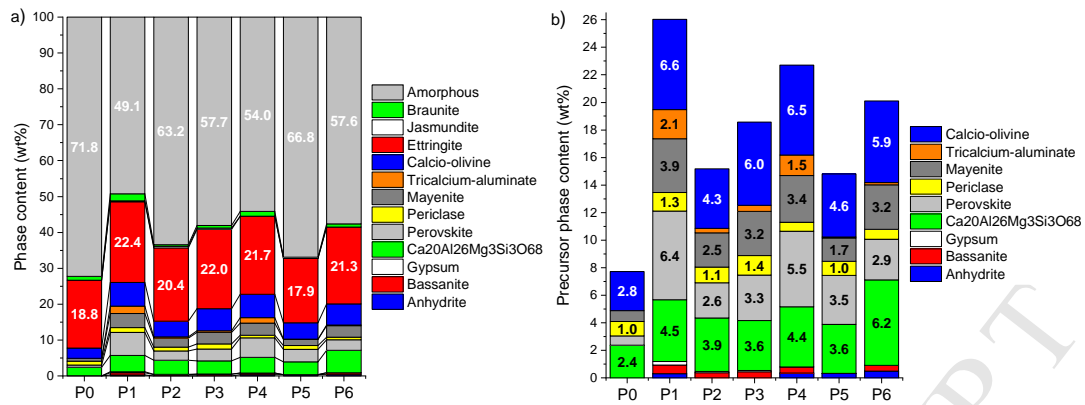 a)
Phase content (wt%)
100
90
80
70
60
50
40
30
20
10
0
71.8
49.1
63.2
57.7
54.0
66.8
57.6
18.8
22.4
20.4
22.0
21.7
17.9
21.3
P0 P1 P2 P3 P4 P5 P6
Amorphous
Braunite
Jasmundite
Ettringite
Calcio-olivine
Tricalcium-aluminate
Mayenite
Periclase
Perovskite
Ca20Al26Mg3Si3O68
Gypsum
Bassanite
Anhydrite
b)
Precursor phase content (wt%)
26
24
22
20
18
16
14
12
10
8
6
4
2
0
2.8
1.0
2.4
6.6
2.1
3.9
1.3
6.4
4.5
4.3
2.5
1.1
2.6
3.9
6.0
3.2
1.4
3.3
3.6
6.5
1.5
3.4
5.5
4.4
4.6
1.7
1.0
3.5
3.6
5.9
3.2
2.9
6.2
P0 P1 P2 P3 P4 P5 P6
Calcio-olivine
Tricalcium-aluminate
Mayenite
Periclase
Perovskite
Ca20Al26Mg3Si3O68
Gypsum
Bassanite
Anhydrite
PT